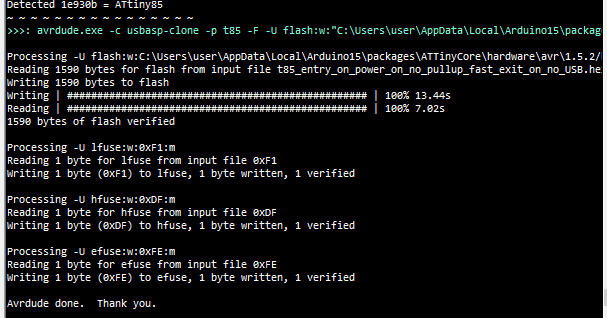 Detected 1e930b = ATtiny85
~ ~ ~ ~ ~ ~ ~ ~ ~ ~ ~ ~ ~ ~ ~ ~
>>>: avrdude.exe -c usbasp-clone -p t85 -F -U flash:w:"C:\Users\user\AppData\Local\Arduino15\packag
Processing -U flash:w:C:\Users\user\AppData\Local\Arduino15\packages\ATTinyCore\hardware\avr\1.5.2/
Reading 1590 bytes for flash from input file t85_entry_on_power_on_no_pullup_fast_exit_on_no_USB.he
Writing 1590 bytes to flash
Writing | ################################################## | 100% 13.44s
Reading | ################################################## | 100% 7.02s
1590 bytes of flash verified
Processing -U lfuse:w:0xF1:m
Reading 1 byte for lfuse from input file 0xF1
Writing 1 byte (0xF1) to lfuse, 1 byte written, 1 verified
Processing -U hfuse:w:0xDF:m
Reading 1 byte for hfuse from input file 0xDF
Writing 1 byte (0xDF) to hfuse, 1 byte written, 1 verified
Processing -U efuse:w:0xFE:m
Reading 1 byte for efuse from input file 0xFE
Writing 1 byte (0xFE) to efuse, 1 byte written, 1 verified
Avrdude done.  Thank you.